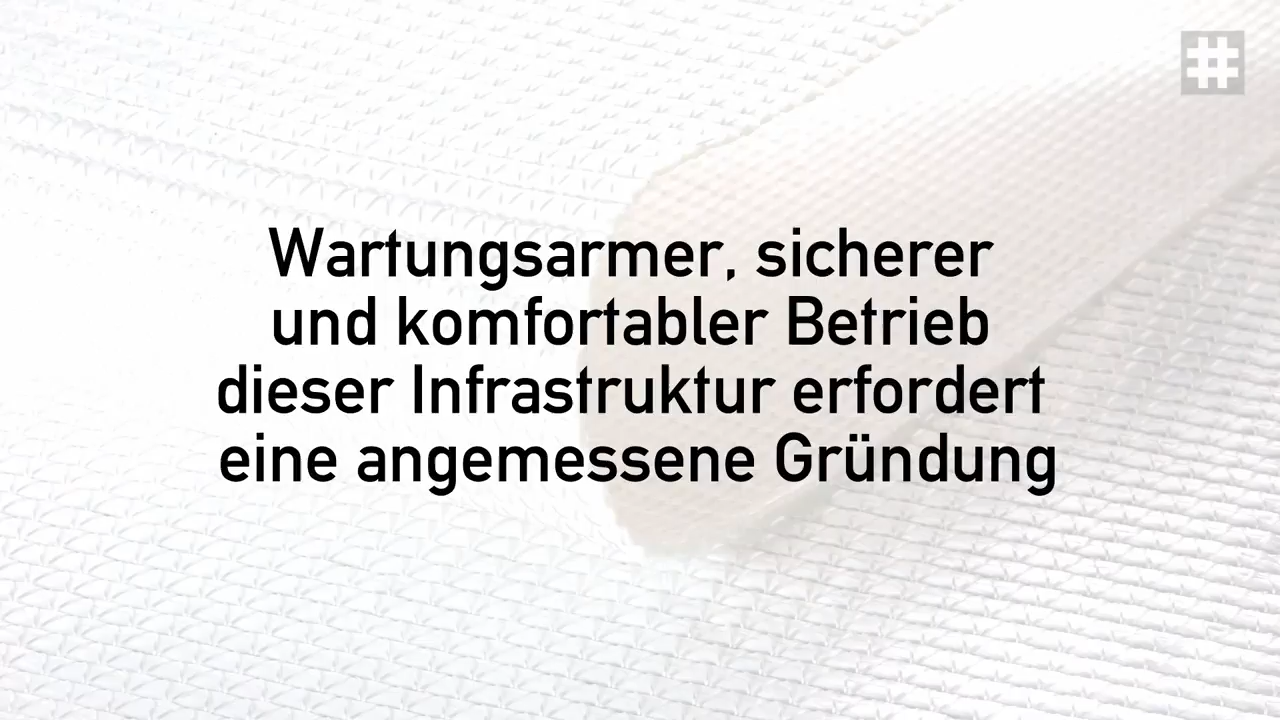 Wartungsarmer, sicherer
und komfortabler Betrieb
dieser Infrastruktur erfordert
eine angemessene Gründung